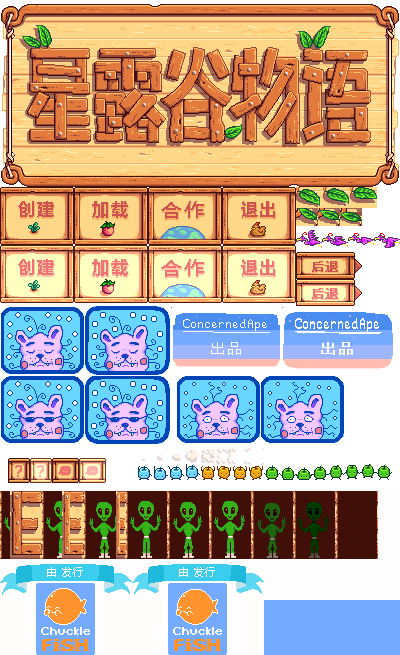 星露谷物语
创建 加载 合作 退出
创建 加载 合作 退出
后退
后退
ConcernedApe
出品
ConcernedApe
出品
? ?
由 发行
由 发行
Chuckle
FISH
Chuckle
FISH